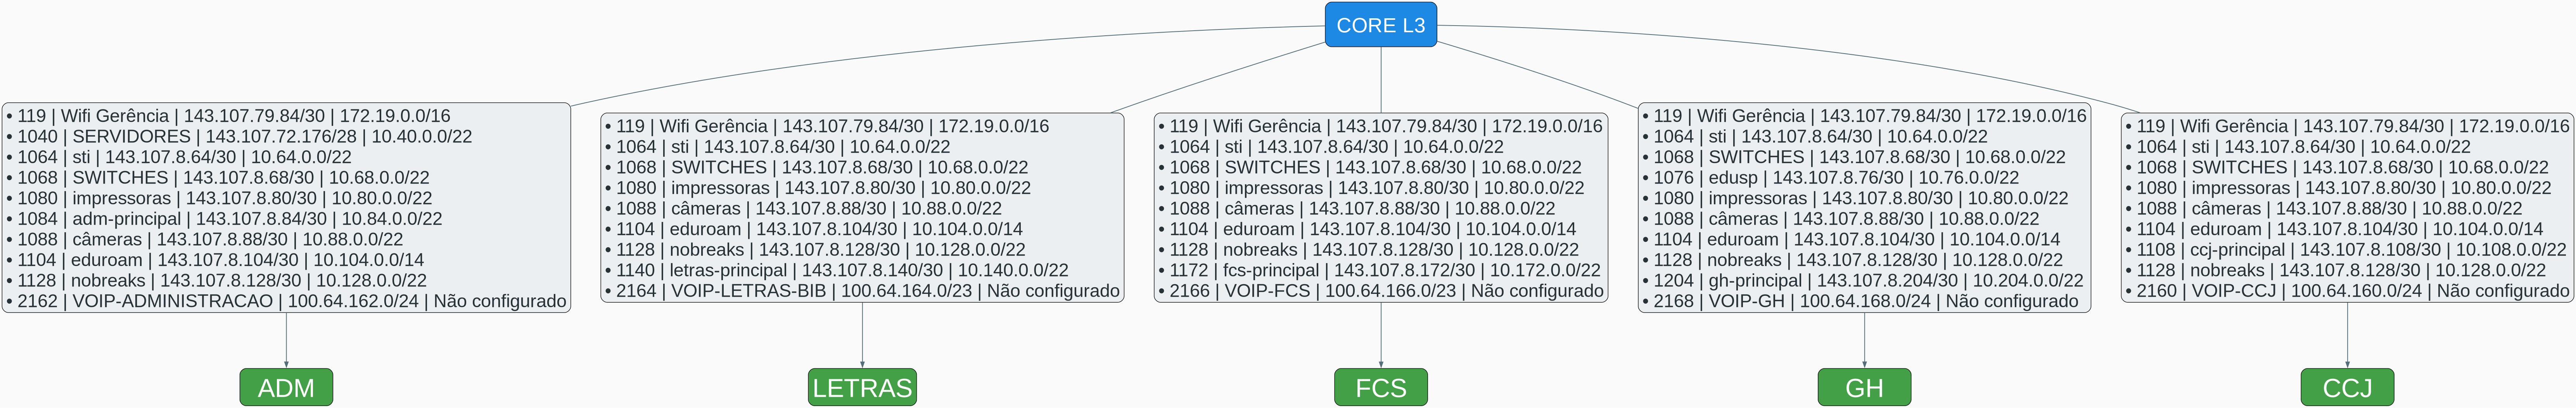 CORE L3
• 119 | Wifi Gerência | 143.107.79.84/30 | 172.19.0.0/16
• 1040 | SERVIDORES | 143.107.72.176/28 | 10.40.0.0/22
• 1064 | sti | 143.107.8.64/30 | 10.64.0.0/22
• 1068 | SWITCHES | 143.107.8.68/30 | 10.68.0.0/22
• 1080 | impressoras | 143.107.8.80/30 | 10.80.0.0/22
• 1084 | adm-principal | 143.107.8.84/30 | 10.84.0.0/22
• 1088 | câmeras | 143.107.8.88/30 | 10.88.0.0/22
• 1104 | eduroam | 143.107.8.104/30 | 10.104.0.0/14
• 1128 | nobreaks | 143.107.8.128/30 | 10.128.0.0/22
• 2162 | VOIP-ADMINISTRACAO | 100.64.162.0/24 | Não configurado
• 119 | Wifi Gerência | 143.107.79.84/30 | 172.19.0.0/16
• 1064 | sti | 143.107.8.64/30 | 10.64.0.0/22
• 1068 | SWITCHES | 143.107.8.68/30 | 10.68.0.0/22
• 1080 | impressoras | 143.107.8.80/30 | 10.80.0.0/22
• 1088 | câmeras | 143.107.8.88/30 | 10.88.0.0/22
• 1104 | eduroam | 143.107.8.104/30 | 10.104.0.0/14
• 1128 | nobreaks | 143.107.8.128/30 | 10.128.0.0/22
• 1140 | letras-principal | 143.107.8.140/30 | 10.140.0.0/22
• 2164 | VOIP-LETRAS-BIB | 100.64.164.0/23 | Não configurado
• 119 | Wifi Gerência | 143.107.79.84/30 | 172.19.0.0/16
• 1064 | sti | 143.107.8.64/30 | 10.64.0.0/22
• 1068 | SWITCHES | 143.107.8.68/30 | 10.68.0.0/22
• 1080 | impressoras | 143.107.8.80/30 | 10.80.0.0/22
• 1088 | câmeras | 143.107.8.88/30 | 10.88.0.0/22
• 1104 | eduroam | 143.107.8.104/30 | 10.104.0.0/14
• 1128 | nobreaks | 143.107.8.128/30 | 10.128.0.0/22
• 1172 | fcs-principal | 143.107.8.172/30 | 10.172.0.0/22
• 2166 | VOIP-FCS | 100.64.166.0/23 | Não configurado
• 119 | Wifi Gerência | 143.107.79.84/30 | 172.19.0.0/16
• 1064 | sti | 143.107.8.64/30 | 10.64.0.0/22
• 1068 | SWITCHES | 143.107.8.68/30 | 10.68.0.0/22
• 1076 | edusp | 143.107.8.76/30 | 10.76.0.0/22
• 1080 | impressoras | 143.107.8.80/30 | 10.80.0.0/22
• 1088 | câmeras | 143.107.8.88/30 | 10.88.0.0/22
• 1104 | eduroam | 143.107.8.104/30 | 10.104.0.0/14
• 1128 | nobreaks | 143.107.8.128/30 | 10.128.0.0/22
• 1204 | gh-principal | 143.107.8.204/30 | 10.204.0.0/22
• 2168 | VOIP-GH | 100.64.168.0/24 | Não configurado
• 119 | Wifi Gerência | 143.107.79.84/30 | 172.19.0.0/16
• 1064 | sti | 143.107.8.64/30 | 10.64.0.0/22
• 1068 | SWITCHES | 143.107.8.68/30 | 10.68.0.0/22
• 1080 | impressoras | 143.107.8.80/30 | 10.80.0.0/22
• 1088 | câmeras | 143.107.8.88/30 | 10.88.0.0/22
• 1104 | eduroam | 143.107.8.104/30 | 10.104.0.0/14
• 1108 | ccj-principal | 143.107.8.108/30 | 10.108.0.0/22
• 1128 | nobreaks | 143.107.8.128/30 | 10.128.0.0/22
• 2160 | VOIP-CCJ | 100.64.160.0/24 | Não configurado
ADM
LETRAS
FCS
GH
CCJ